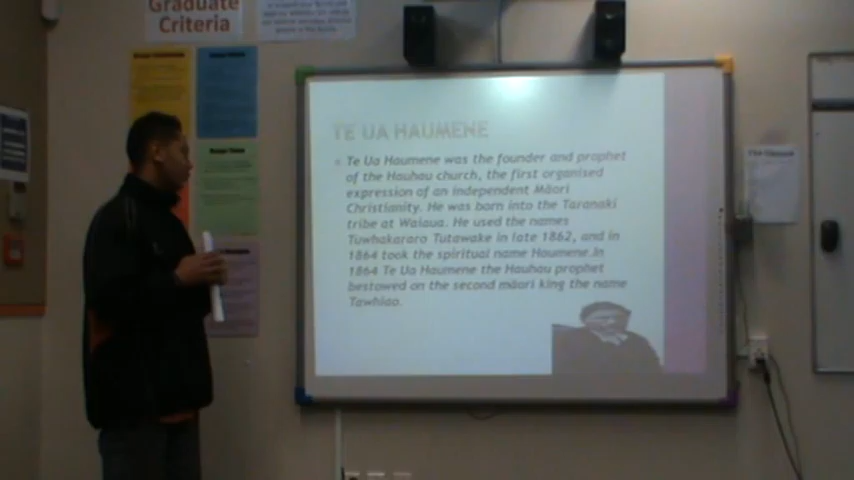 Graduate
Criteria
TE UA HAUMENE
Te Ua Haumene was the founder and prophet
of the Hauhau church, the first organised
expression of an independent Māori
Christianity. He was born into the Taranaki
tribe at Waiaua. He used the names
Tuwhakararo Tutawake in late 1862, and in
1864 took the spiritual name Haumene.In
1864 Te Ua Haumene the Hauhau prophet
bestowed on the second māori king the name
Tawhiao.